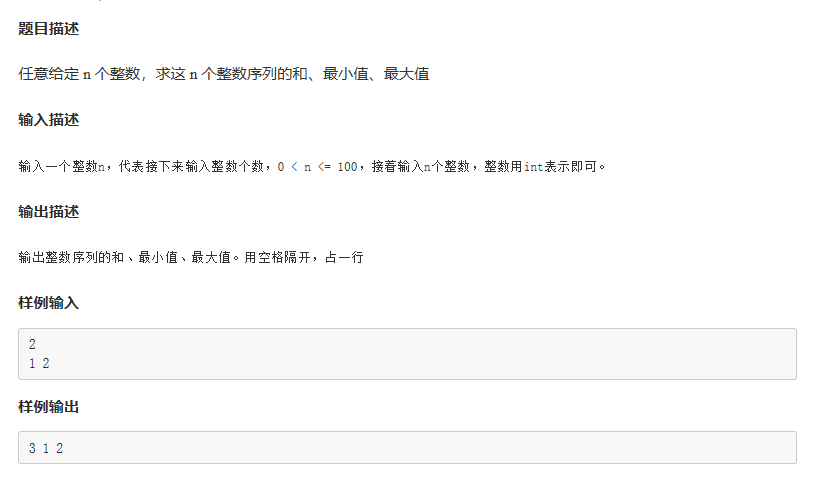 题目描述
任意给定 n 个整数，求这 n 个整数序列的和、最小值、最大值
输入描述
输入一个整数n，代表接下来输入整数个数，0 < n <= 100，接着输入n个整数，整数用int表示即可。
输出描述
输出整数序列的和、最小值、最大值。用空格隔开，占一行
样例输入
2
1 2
样例输出
3 1 2